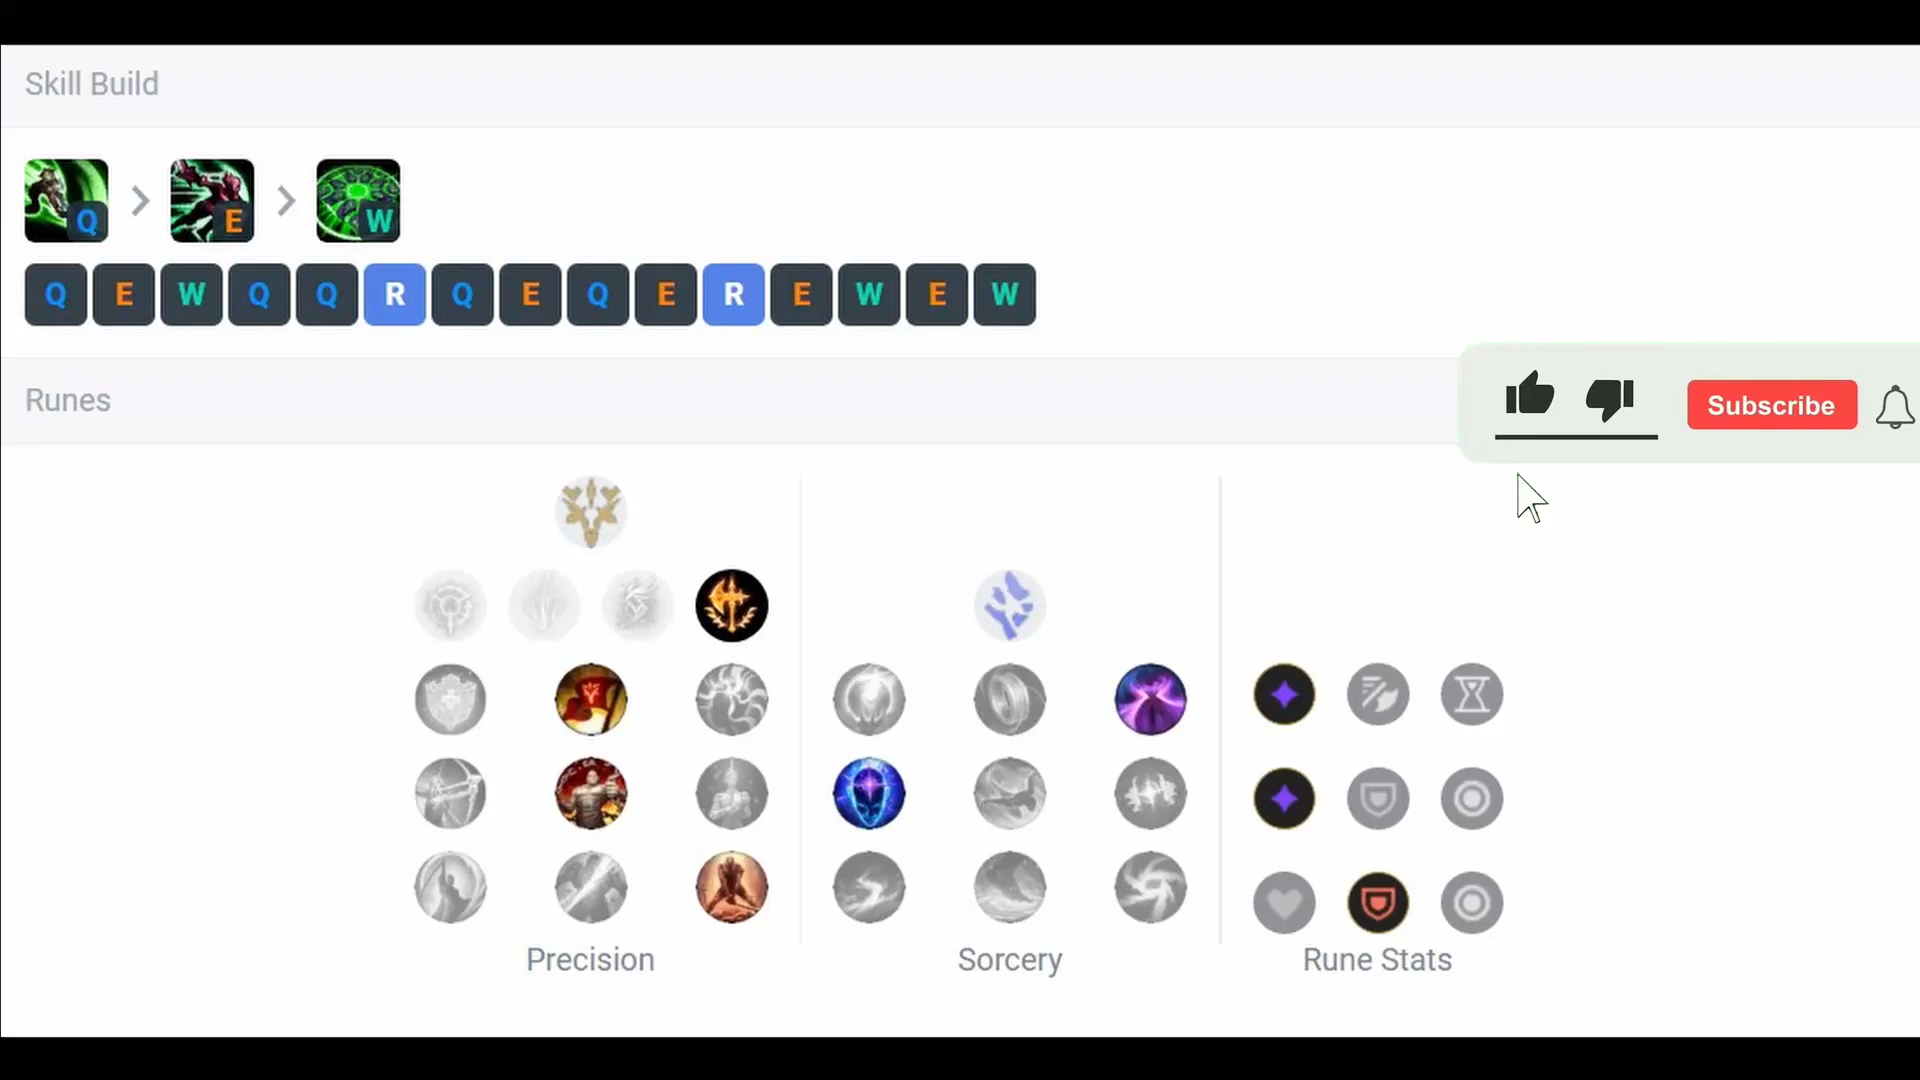 Skill Build
Q E W
Q E W Q Q R Q E Q E R E W E W
Runes
Subscribe
Precision
Sorcery
Rune Stats